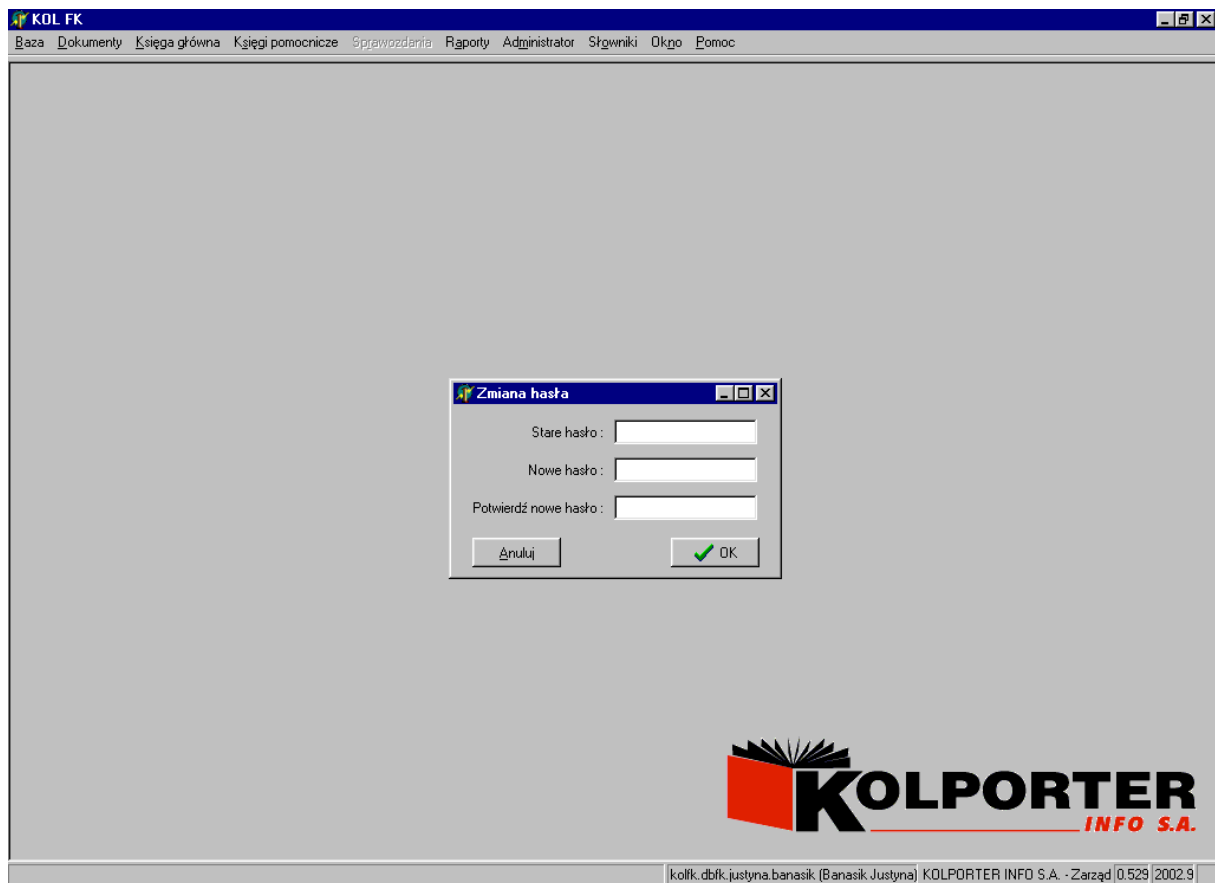 KOL FK
Baza Dokumenty Księga główna Księgi pomocnicze Sprawozdania Raporty Administrator Słowniki Okno Pomoc
Zmiana hasła
Stare hasło :
Nowe hasło :
Potwierdź nowe hasło :
Anuluj OK
KOLPORTER
INFO S.A.
kolfk.dbfk.justyna.banasik (Banasik Justyna) KOLPORTER INFO S.A. - Zarząd 0.529 2002.9